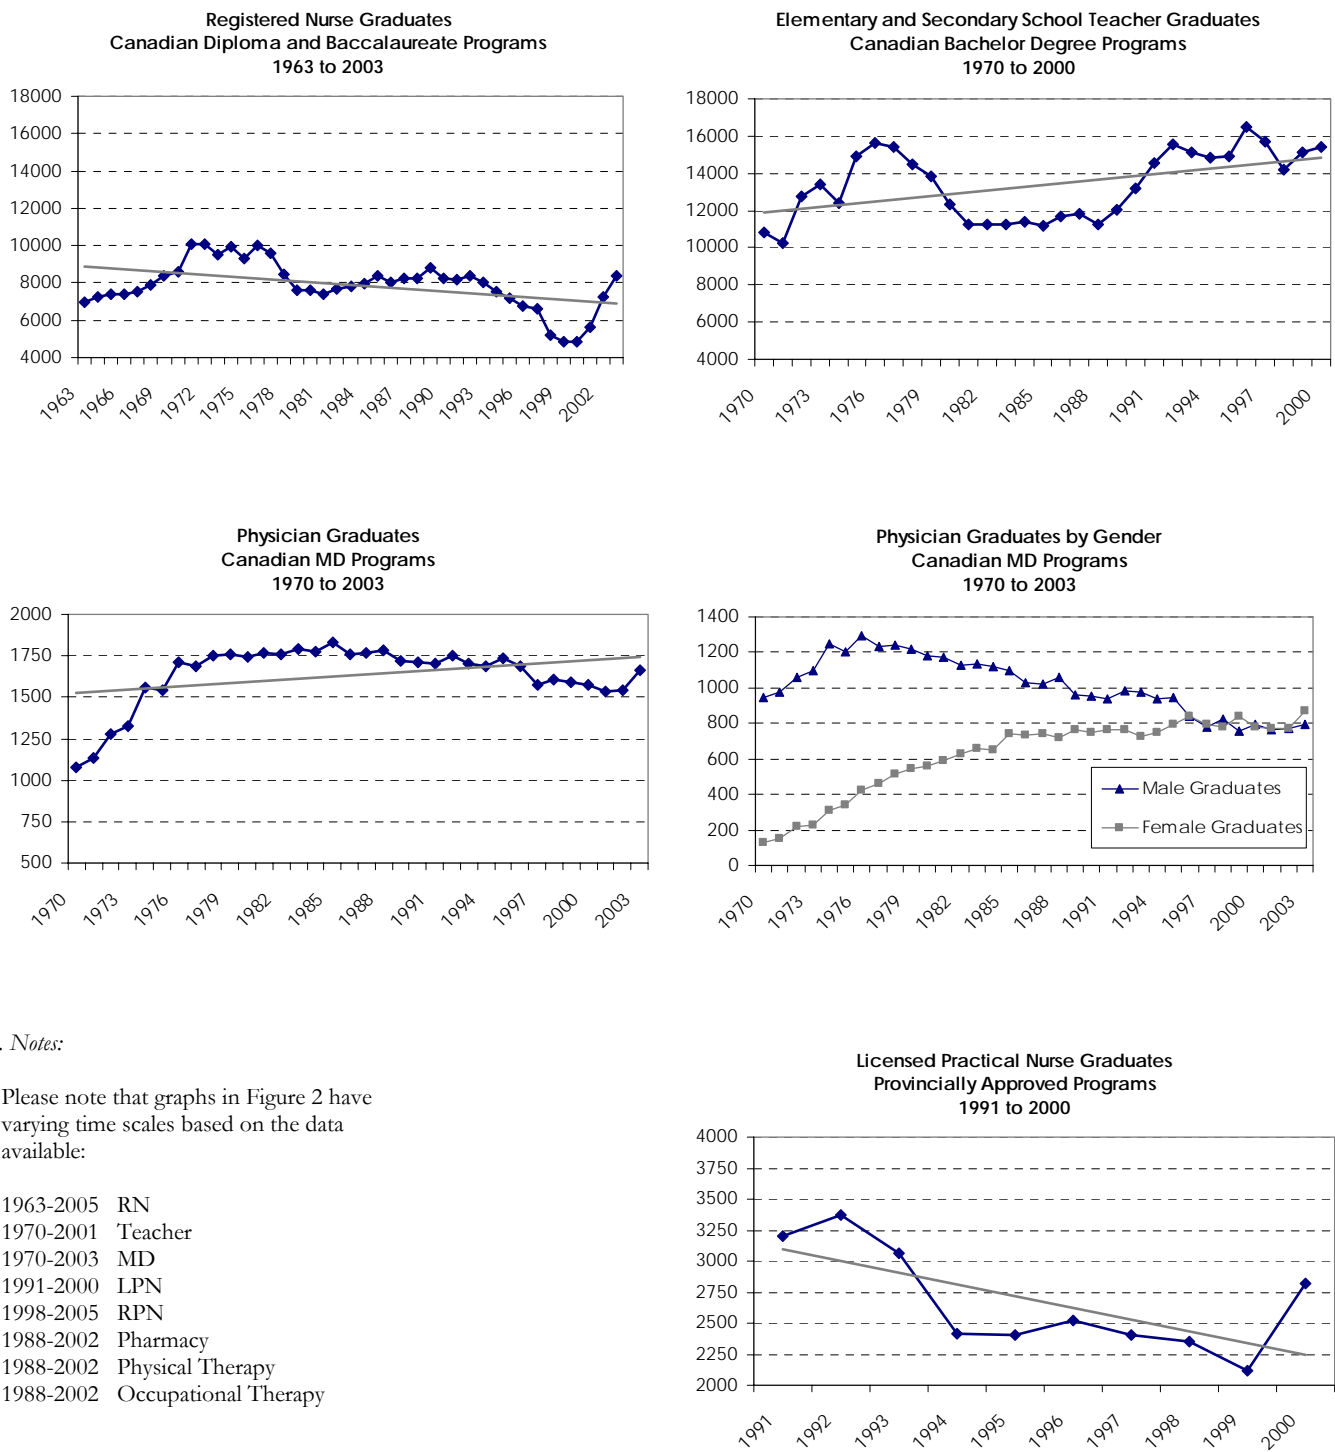 Registered Nurse Graduates
Canadian Diploma and Baccalaureate Programs
1963 to 2003
18000
16000
14000
12000
10000
8000
6000
4000
1963 1966 1969 1972 1975 1978 1981 1984 1987 1990 1993 1996 1999 2002
Elementary and Secondary School Teacher Graduates
Canadian Bachelor Degree Programs
1970 to 2000
18000
16000
14000
12000
10000
8000
6000
4000
1970 1973 1976 1979 1982 1985 1988 1991 1994 1997 2000
Physician Graduates
Canadian MD Programs
1970 to 2003
2000
1750
1500
1250
1000
750
500
1970 1973 1976 1979 1982 1985 1988 1991 1994 1997 2000 2003
Physician Graduates by Gender
Canadian MD Programs
1970 to 2003
1400
1200
1000
800
600
400
200
0
Male Graduates
Female Graduates
1970 1973 1976 1979 1982 1985 1988 1991 1994 1997 2000 2003
. Notes:
Please note that graphs in Figure 2 have
varying time scales based on the data
available:
1963-2005 RN
1970-2001 Teacher
1970-2003 MD
1991-2000 LPN
1998-2005 RPN
1988-2002 Pharmacy
1988-2002 Physical Therapy
1988-2002 Occupational Therapy
Licensed Practical Nurse Graduates
Provincially Approved Programs
1991 to 2000
4000
3750
3500
3250
3000
2750
2500
2250
2000
1991 1992 1993 1994 1995 1996 1997 1998 1999 2000